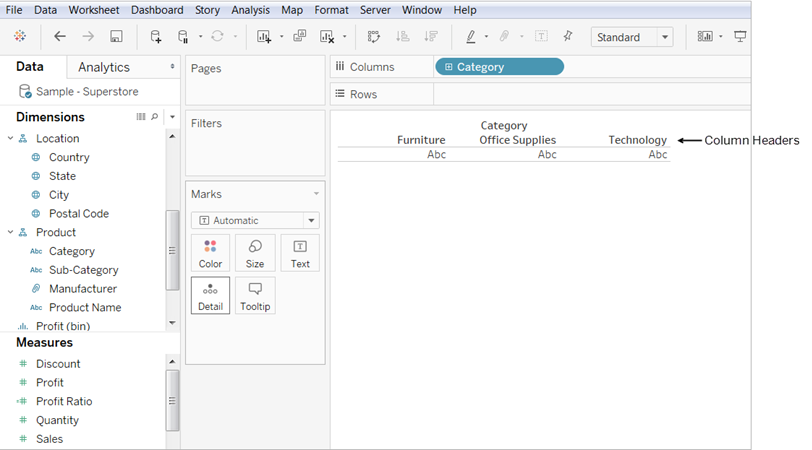 File Data Worksheet Dashboard Story Analysis Map Format Server Window Help
Standard
Data Analytics
Sample - Superstore
Dimensions
Location
Country
State
City
Postal Code
Product
Abc Category
Abc Sub-Category
Manufacturer
Abc Product Name
Profit (bin)
Measures
# Discount
# Profit
=# Profit Ratio
# Quantity
# Sales
Pages
Filters
Marks
T Automatic
Color Size Text
Detail Tooltip
Columns
Category
Rows
Category
Furniture Office Supplies Technology
Abc Abc Abc
Column Headers